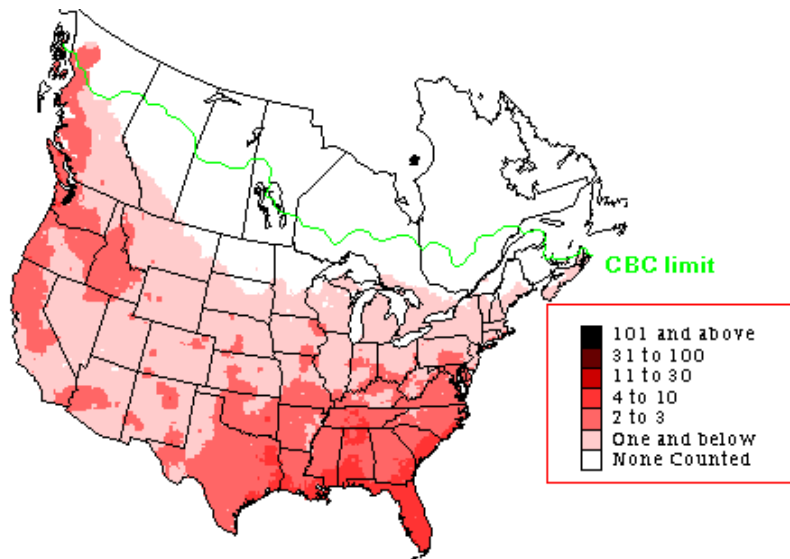 CBC limit
101 and above
31 to 100
11 to 30
4 to 10
2 to 3
One and below
None Counted